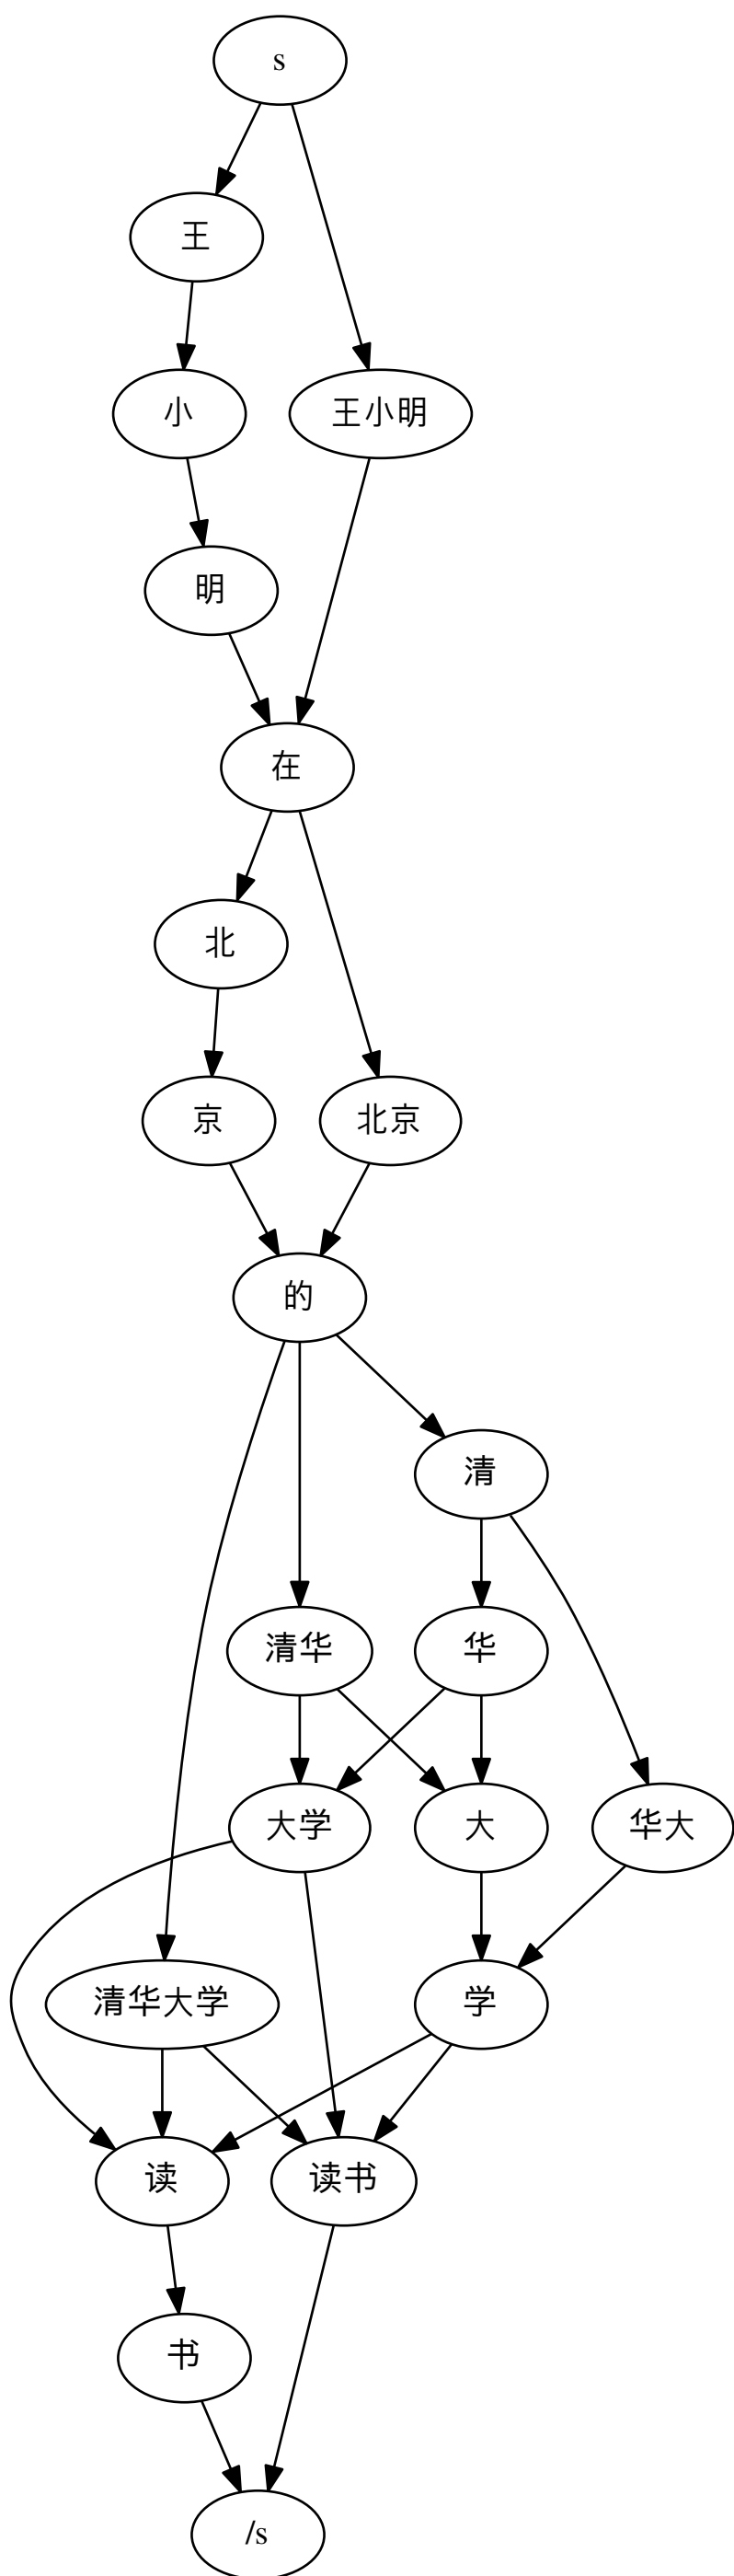 s
王
小
王小明
明
在
北
京
北京
的
清
清华
华
大学
大
华大
清华大学
学
读
读书
书
/s